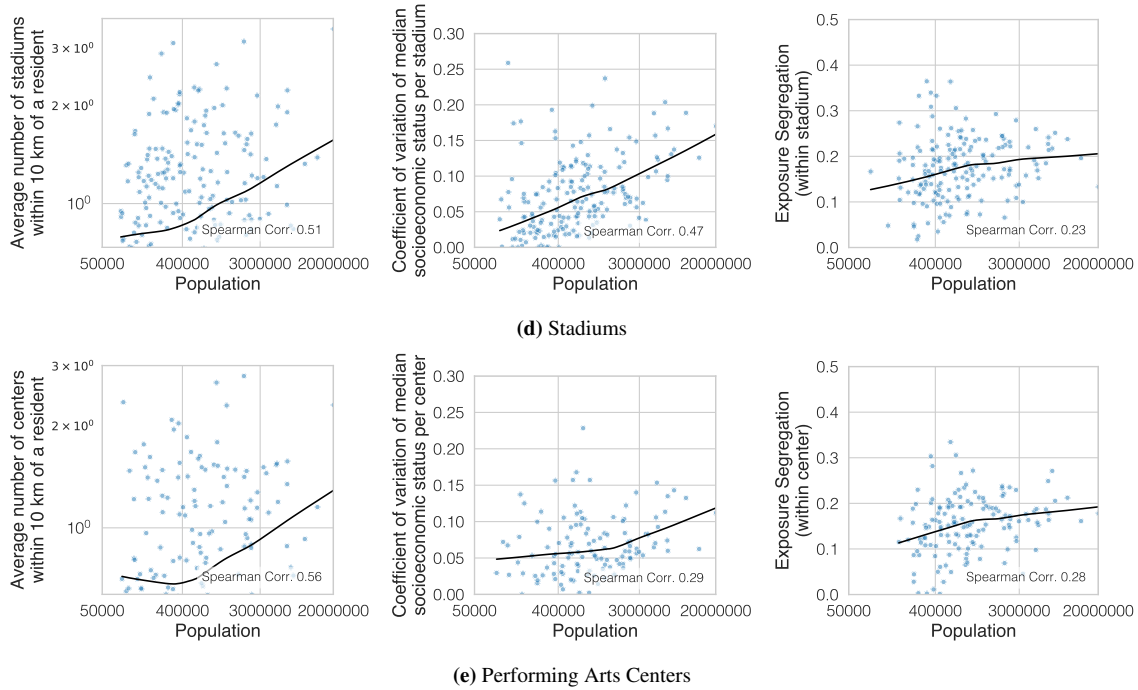 Average number of stadiums
within 10 km of a resident
3 × 10⁰
2 × 10⁰
10⁰
Spearman Corr. 0.51
50000 400000 3000000 20000000
Population
Coefficient of variation of median
socioeconomic status per stadium
0.30
0.25
0.20
0.15
0.10
0.05
0.00
Spearman Corr. 0.47
50000 400000 3000000 20000000
Population
Exposure Segregation
(within stadium)
0.5
0.4
0.3
0.2
0.1
0.0
Spearman Corr. 0.23
50000 400000 3000000 20000000
Population
(d) Stadiums
Average number of centers
within 10 km of a resident
3 × 10⁰
2 × 10⁰
10⁰
Spearman Corr. 0.56
50000 400000 3000000 20000000
Population
Coefficient of variation of median
socioeconomic status per center
0.30
0.25
0.20
0.15
0.10
0.05
0.00
Spearman Corr. 0.29
50000 400000 3000000 20000000
Population
Exposure Segregation
(within center)
0.5
0.4
0.3
0.2
0.1
0.0
Spearman Corr. 0.28
50000 400000 3000000 20000000
Population
(e) Performing Arts Centers